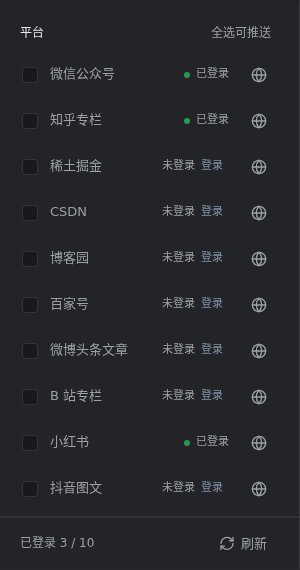 平台 全选可推送
微信公众号 已登录
知乎专栏 已登录
稀土掘金 未登录 登录
CSDN 未登录 登录
博客园 未登录 登录
百家号 未登录 登录
微博头条文章 未登录 登录
B 站专栏 未登录 登录
小红书 已登录
抖音图文 未登录 登录
已登录 3 / 10 刷新